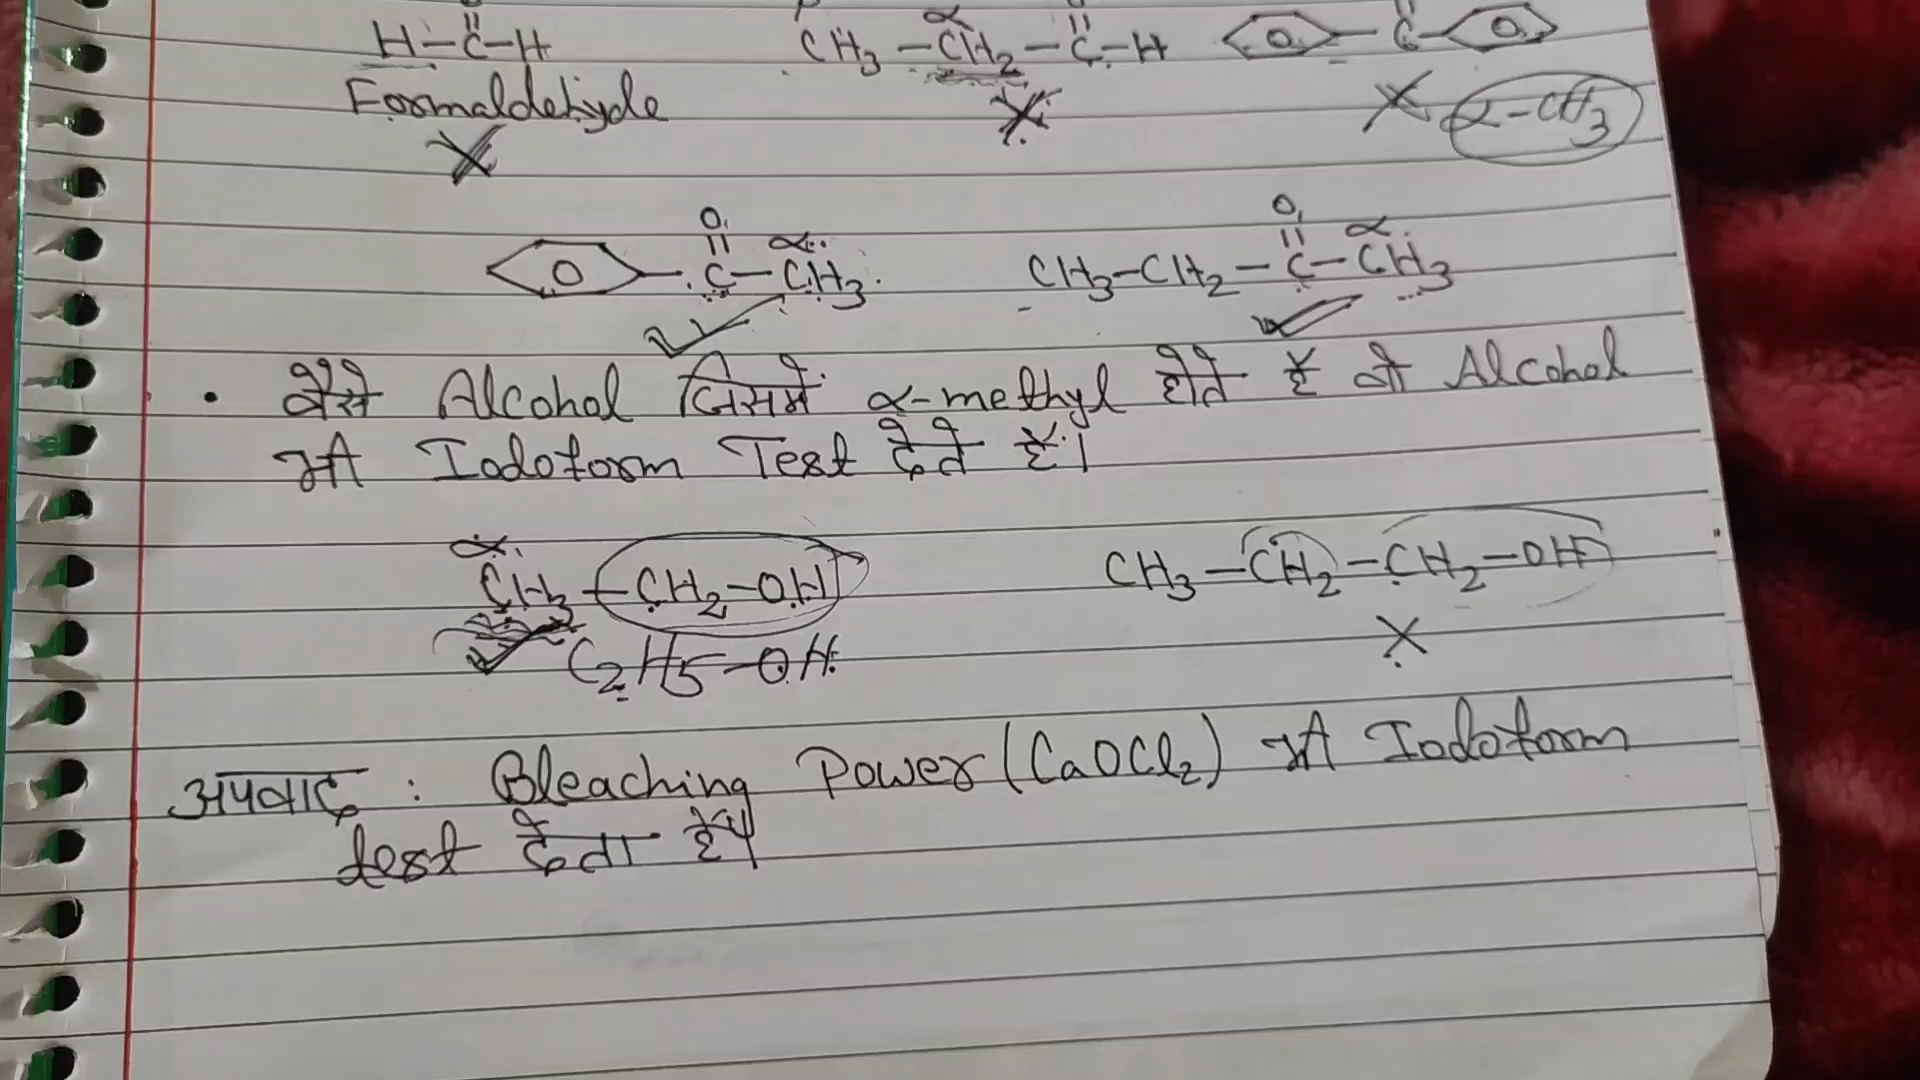 H-C-H
CH3-CH2-C-H
α
C
Formaldehyde
α-CH3
O
C-CH3
α
O
CH3-CH2-C-CH3
α
• वैसे Alcohol जिसमें α-methyl होते हैं वो Alcohol
भी Iodoform Test देते हैं।
α
CH3-CH2-OH
CH3-CH2-CH2-OH
C2H5-OH
अपवाद : Bleaching Power (CaOCl2) भी Iodoform
test देता है।